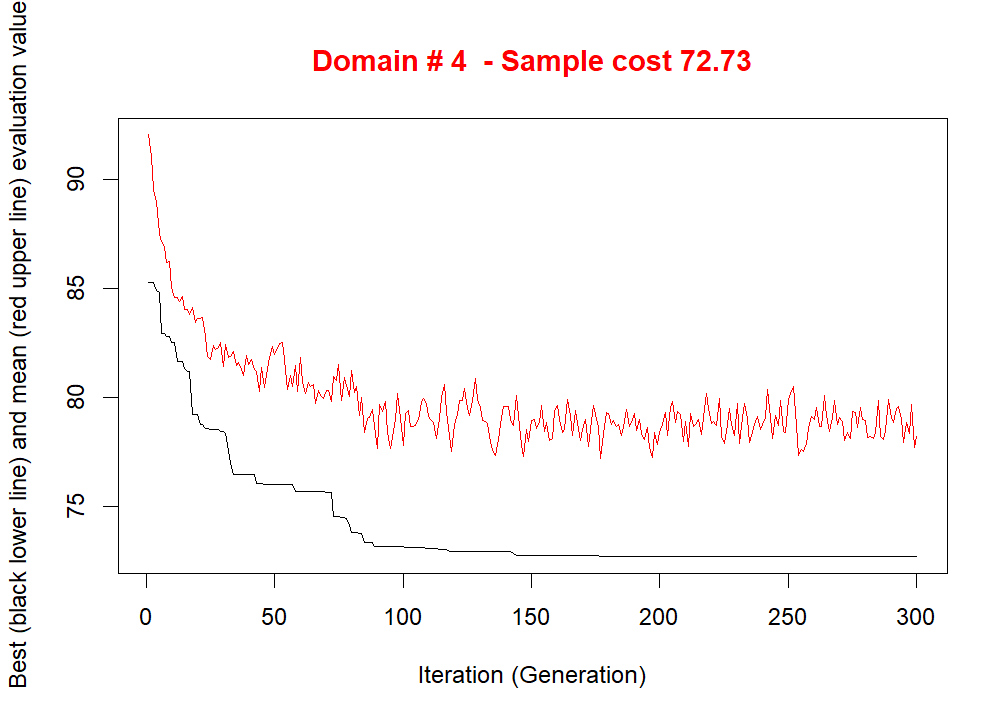 Domain # 4  - Sample cost 72.73
Best (black lower line) and mean (red upper line) evaluation value
90
85
80
75
0 50 100 150 200 250 300
Iteration (Generation)